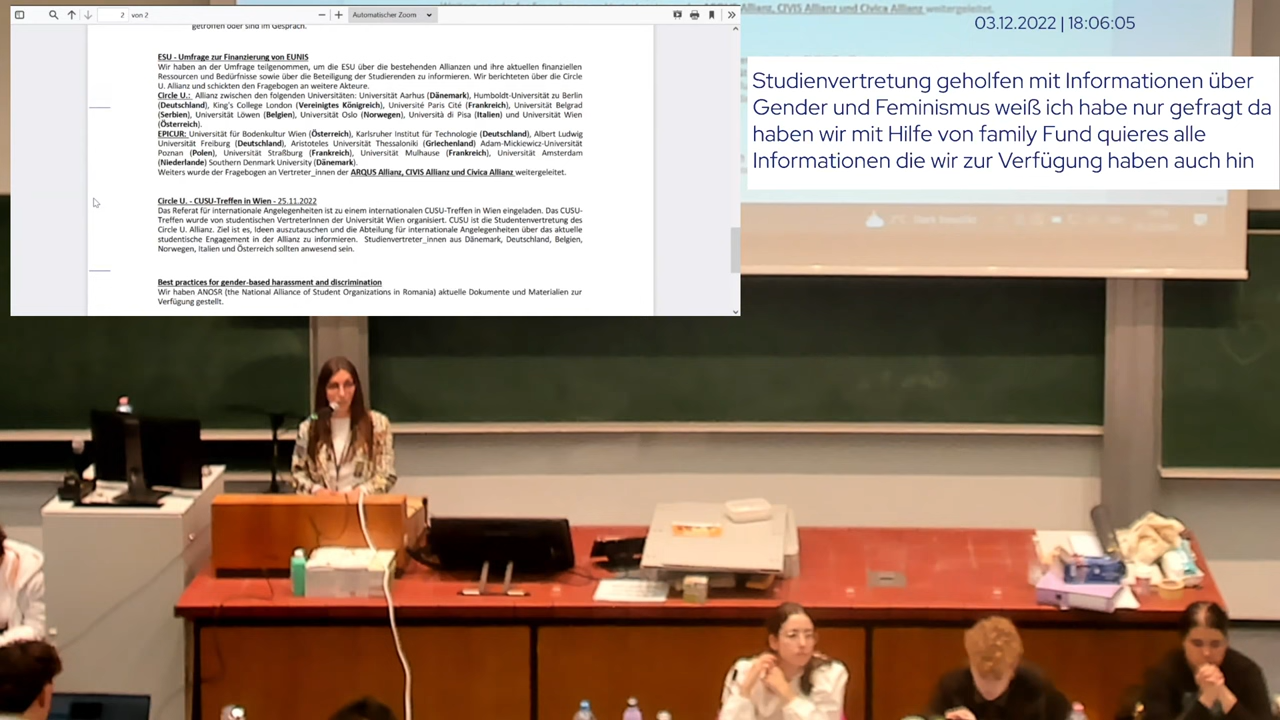 2 von 2
Automatischer Zoom
getroffen oder sind im Gespräch.
ESU - Umfrage zur Finanzierung von EUNIS
Wir haben an der Umfrage teilgenommen, um die ESU über die bestehenden Allianzen und ihre aktuellen finanziellen
Ressourcen und Bedürfnisse sowie über die Beteiligung der Studierenden zu informieren. Wir berichteten über die Circle
U. Allianz und schickten den Fragebogen an weitere Akteure.
Circle U.: Allianz zwischen den folgenden Universitäten: Universität Aarhus (Dänemark), Humboldt-Universität zu Berlin
(Deutschland), King's College London (Vereinigtes Königreich), Université Paris Cité (Frankreich), Universität Belgrad
(Serbien), Universität Löwen (Belgien), Universität Oslo (Norwegen), Università di Pisa (Italien) und Universität Wien
(Österreich).
EPICUR: Universität für Bodenkultur Wien (Österreich), Karlsruher Institut für Technologie (Deutschland), Albert Ludwig
Universität Freiburg (Deutschland), Aristoteles Universität Thessaloniki (Griechenland) Adam-Mickiewicz-Universität
Poznan (Polen), Universität Straßburg (Frankreich), Universität Mulhouse (Frankreich), Universität Amsterdam
(Niederlande) Southern Denmark University (Dänemark).
Weiters wurde der Fragebogen an Vertreter_innen der ARQUS Allianz, CIVIS Allianz und Civica Allianz weitergeleitet.
Circle U. - CUSU-Treffen in Wien - 25.11.2022
Das Referat für internationale Angelegenheiten ist zu einem internationalen CUSU-Treffen in Wien eingeladen. Das CUSU-
Treffen wurde von studentischen VertreterInnen der Universität Wien organisiert. CUSU ist die Studentenvertretung des
Circle U. Allianz. Ziel ist es, Ideen auszutauschen und die Abteilung für internationale Angelegenheiten über das aktuelle
studentische Engagement in der Allianz zu informieren. Studienvertreter_innen aus Dänemark, Deutschland, Belgien,
Norwegen, Italien und Österreich sollten anwesend sein.
Best practices for gender-based harassment and discrimination
Wir haben ANOSR (the National Alliance of Student Organizations in Romania) aktuelle Dokumente und Materialien zur
Verfügung gestellt.
Allianz, CIVIS Allianz und Civica Allianz weitergeleitet.
03.12.2022 | 18:06:05
Studienvertretung geholfen mit Informationen über
Gender und Feminismus weiß ich habe nur gefragt da
haben wir mit Hilfe von family Fund quieres alle
Informationen die wir zur Verfügung haben auch hin